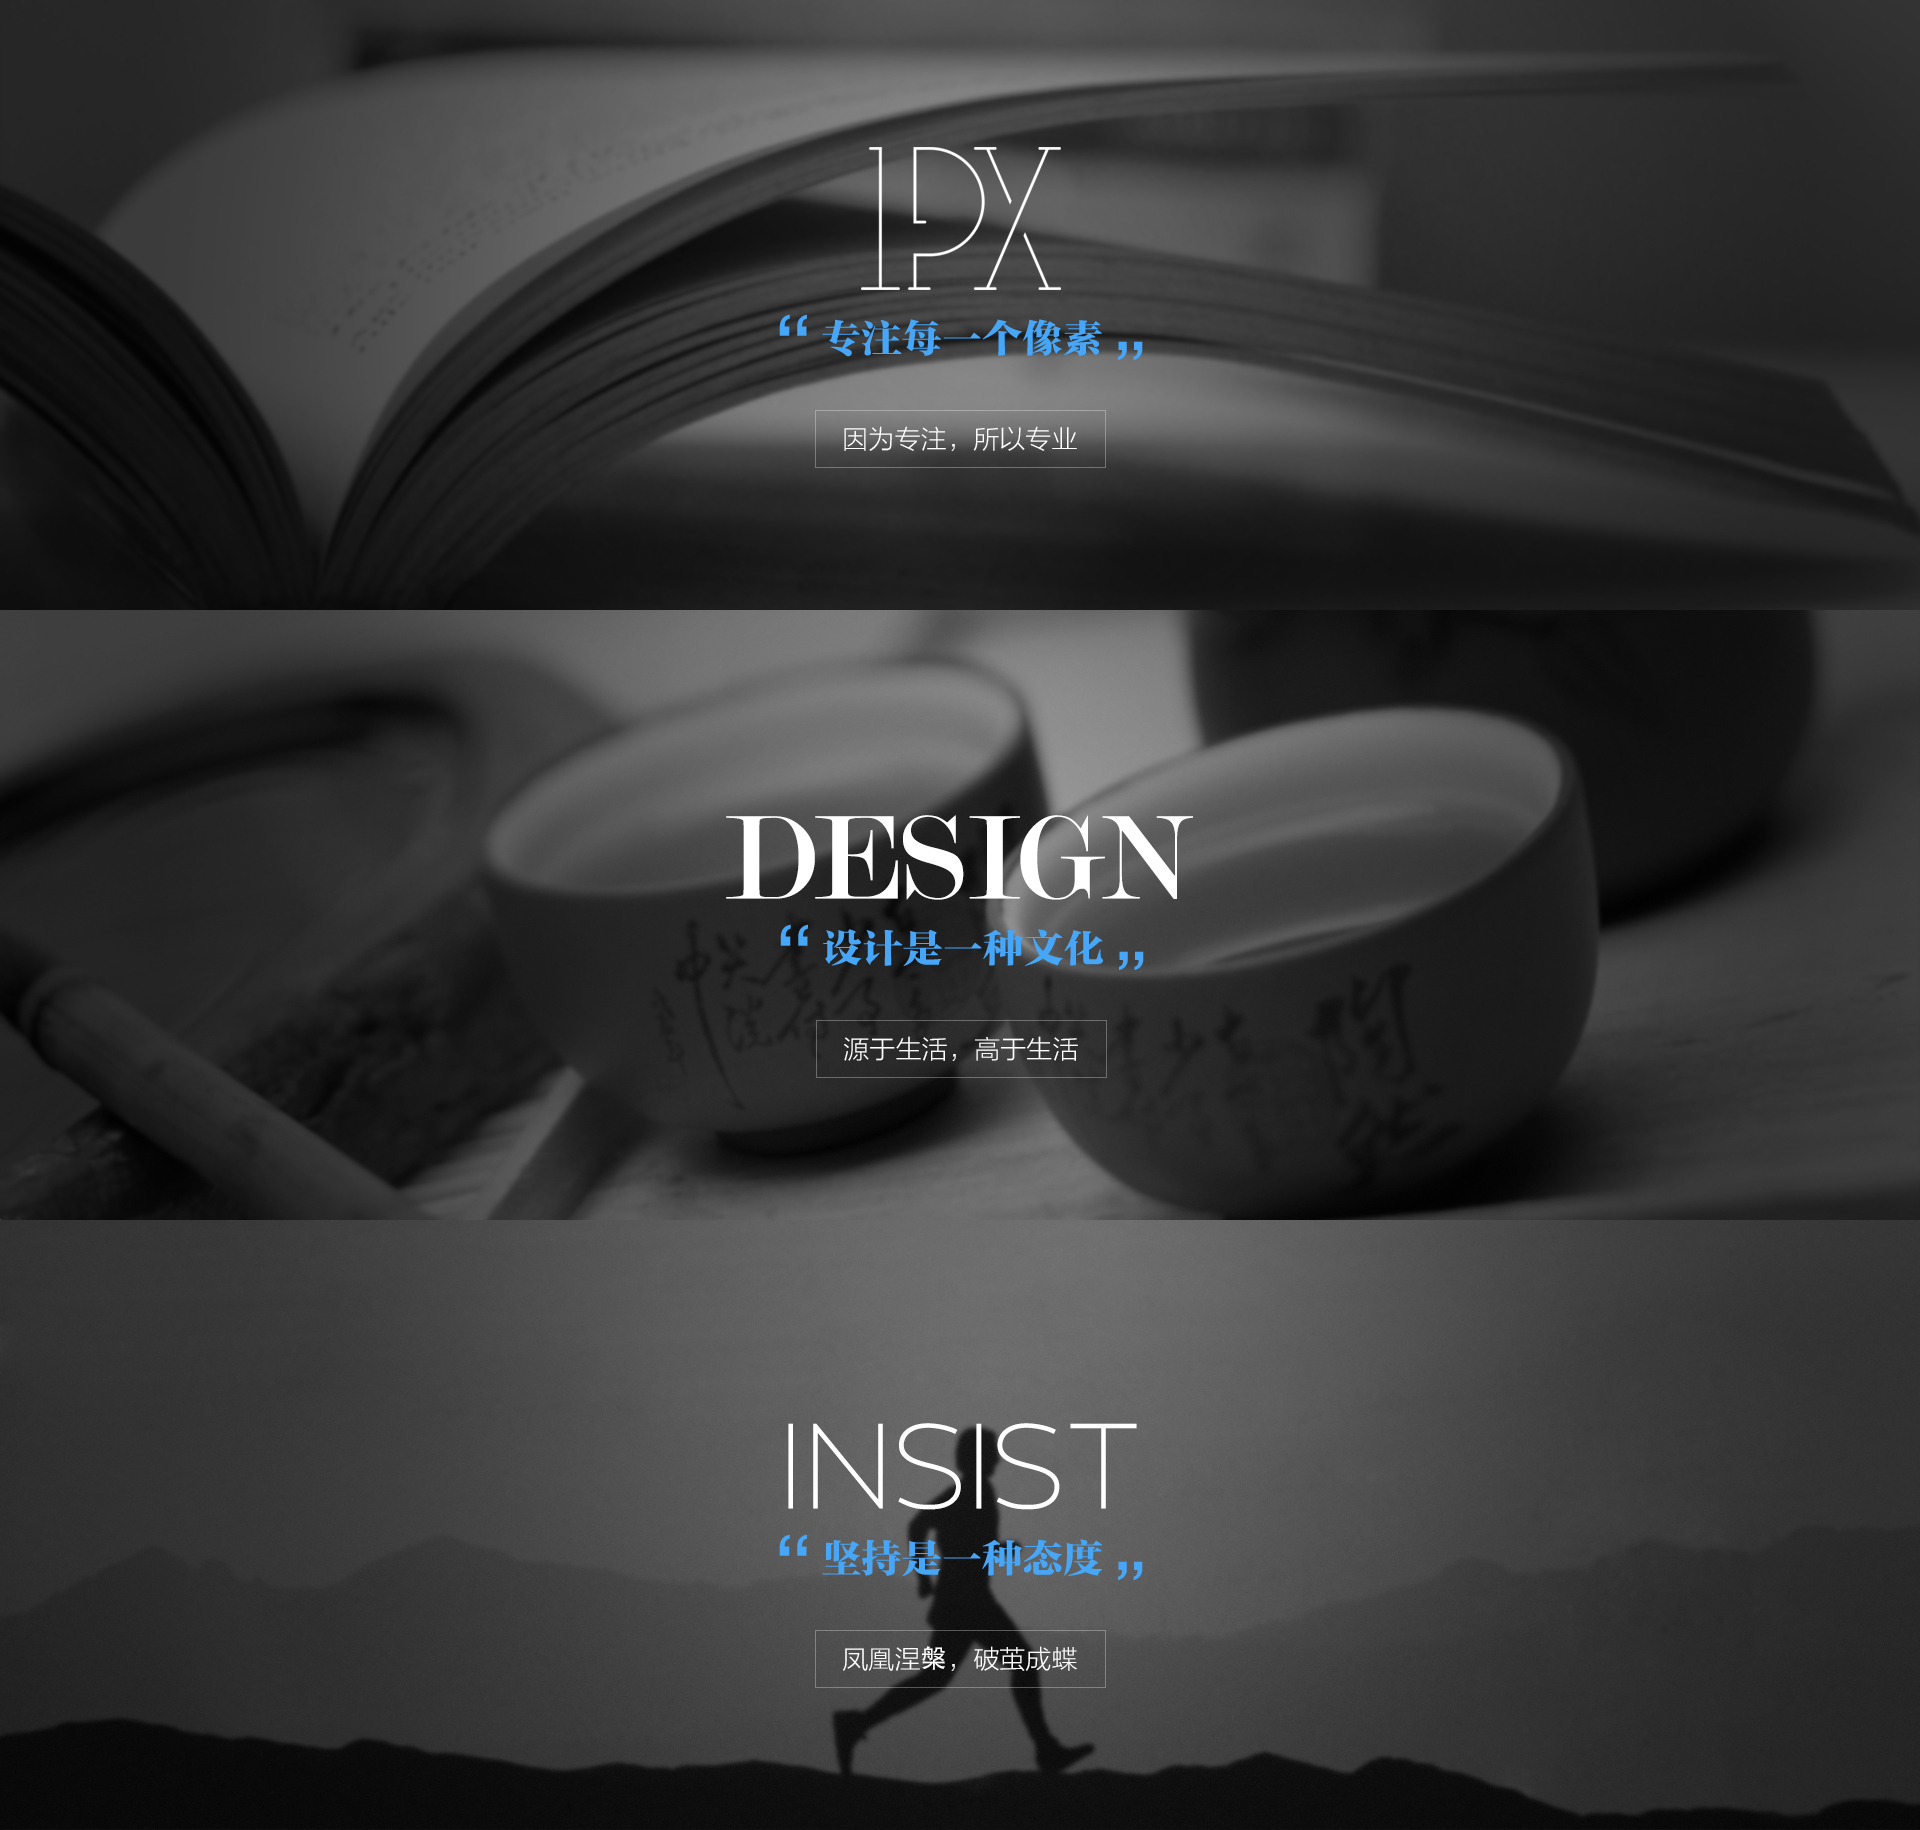 1PX
“ 专注每一个像素 ”
因为专注，所以专业
DESIGN
“ 设计是一种文化 ”
源于生活，高于生活
INSIST
“ 坚持是一种态度 ”
凤凰涅槃，破茧成蝶